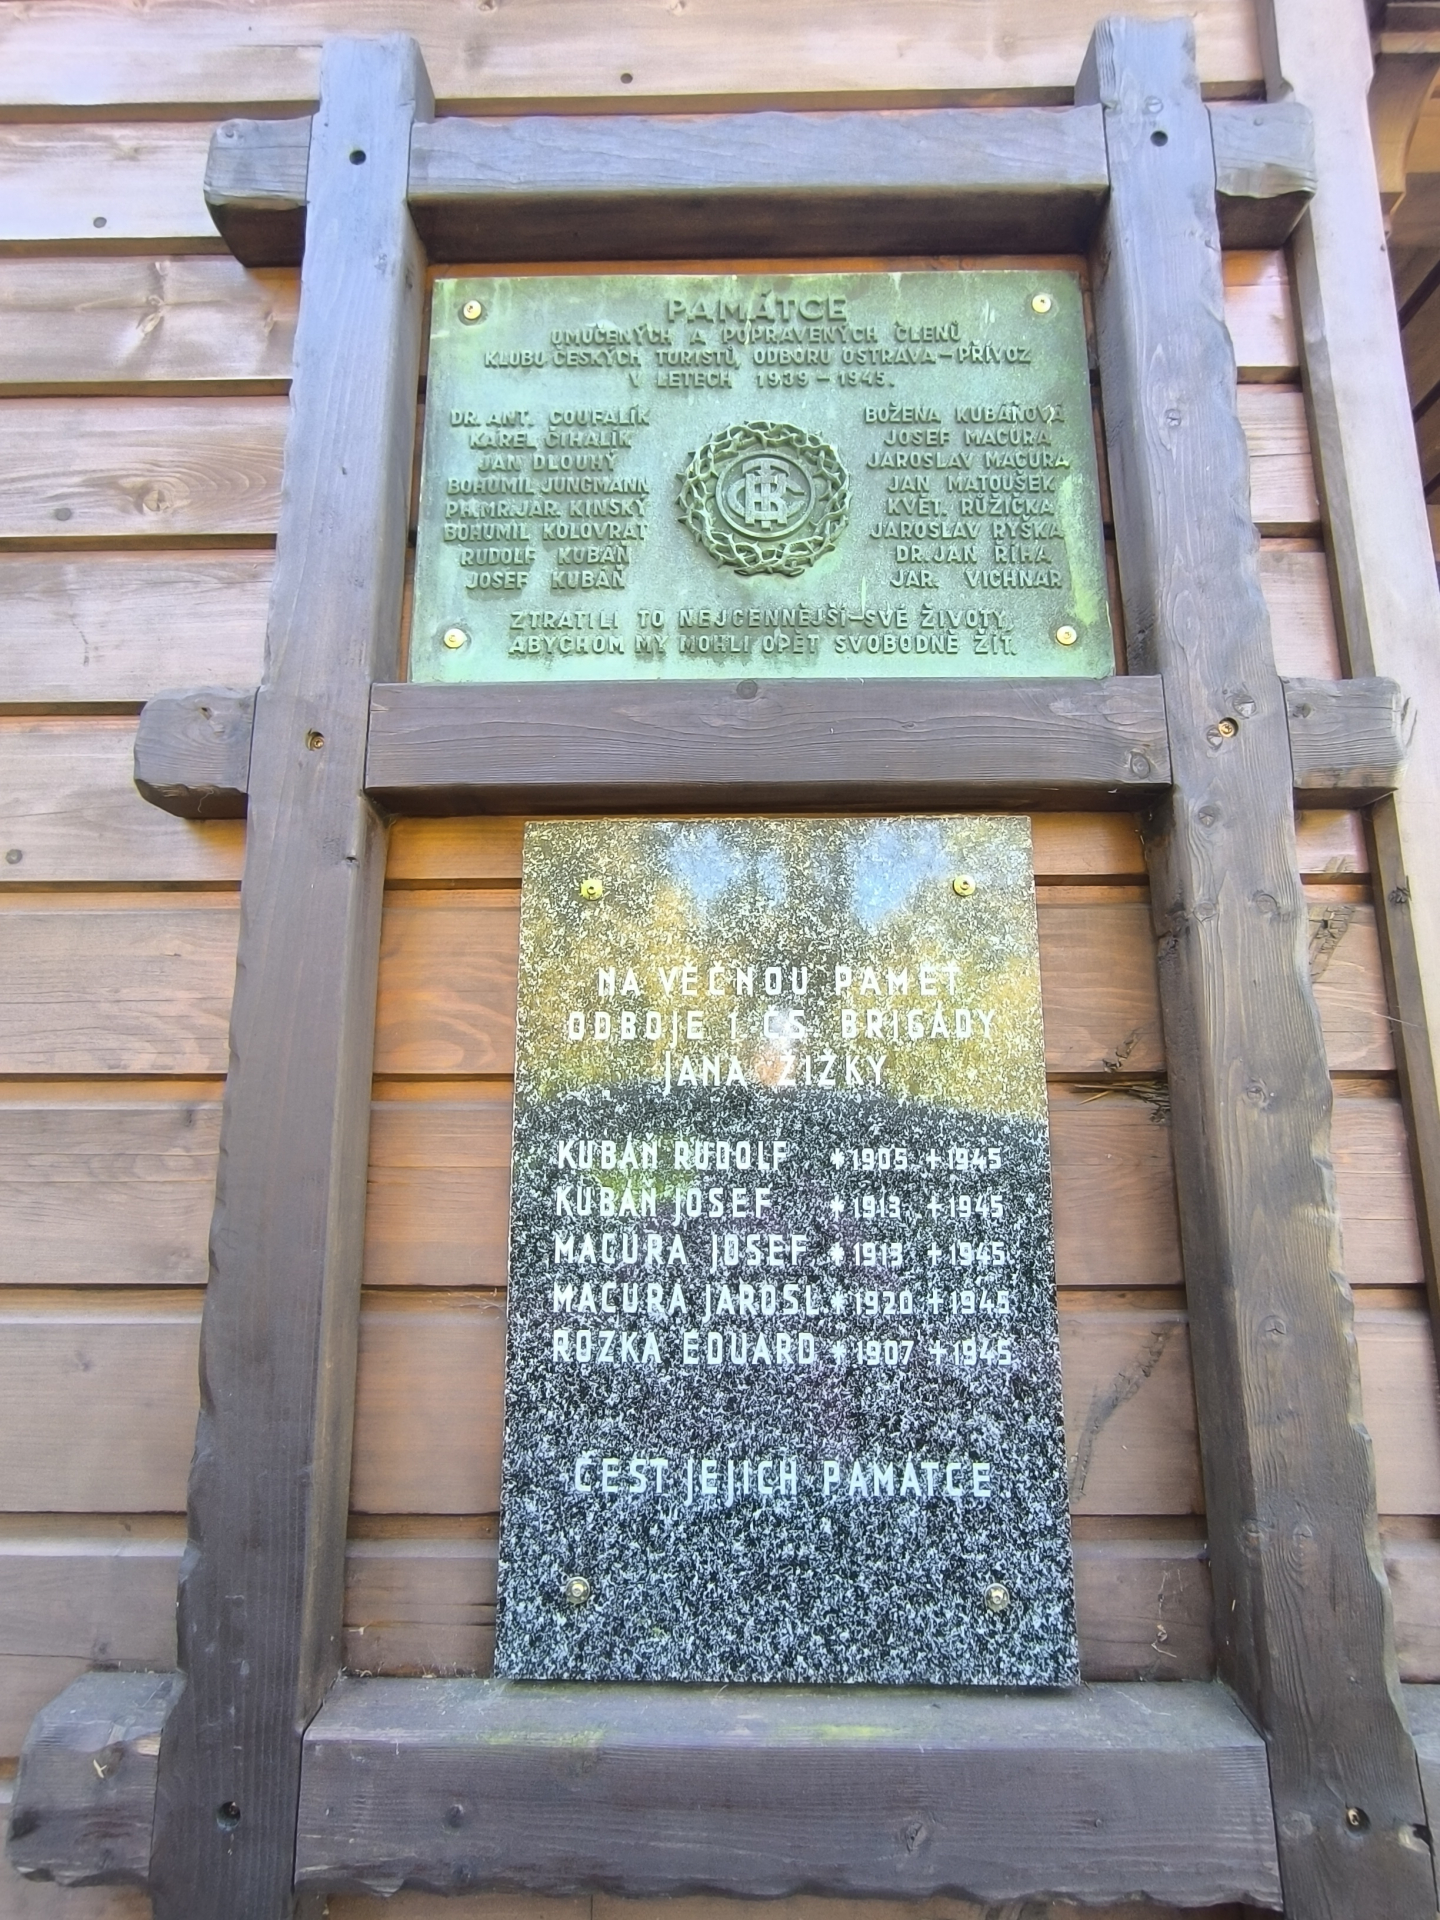 PAMÁTCE
UMUČENÝCH A POPRAVENÝCH ČLENŮ
KLUBU ČESKÝCH TURISTŮ, ODBORU OSTRAVA-PŘÍVOZ
V LETECH 1939-1945.
DR. ANT. COUFALÍK
KAREL ČIHALÍK
JAN DLOUHÝ
BOHUMIL JUNGMANN
PH.MR.JAR. KINSKÝ
BOHUMIL KOLOVRAT
RUDOLF KUBÁŇ
JOSEF KUBÁŇ
KČT
BOŽENA KUBÁŇOVÁ
JOSEF MACURA
JAROSLAV MACURA
JAN MATOUŠEK
KVĚT. RŮŽIČKA
JAROSLAV RYŠKA
DR. JAN ŘÍHA
JAR. VICHNAR
ZTRATILI TO NEJCENNĚJŠÍ-SVÉ ŽIVOTY,
ABYCHOM MY MOHLI OPĚT SVOBODNĚ ŽÍT.
NA VĚČNOU PAMĚT
ODBOJE 1 ČS. BRIGÁDY
JANA ŽIŽKY
KUBÁŇ RUDOLF *1905 +1945
KUBÁŇ JOSEF *1913 +1945
MACURA JOSEF *1913 +1945
MACURA JAROSL *1920 +1945
ROZKA EDUARD *1907 +1945
ČEST JEJICH PAMÁTCE